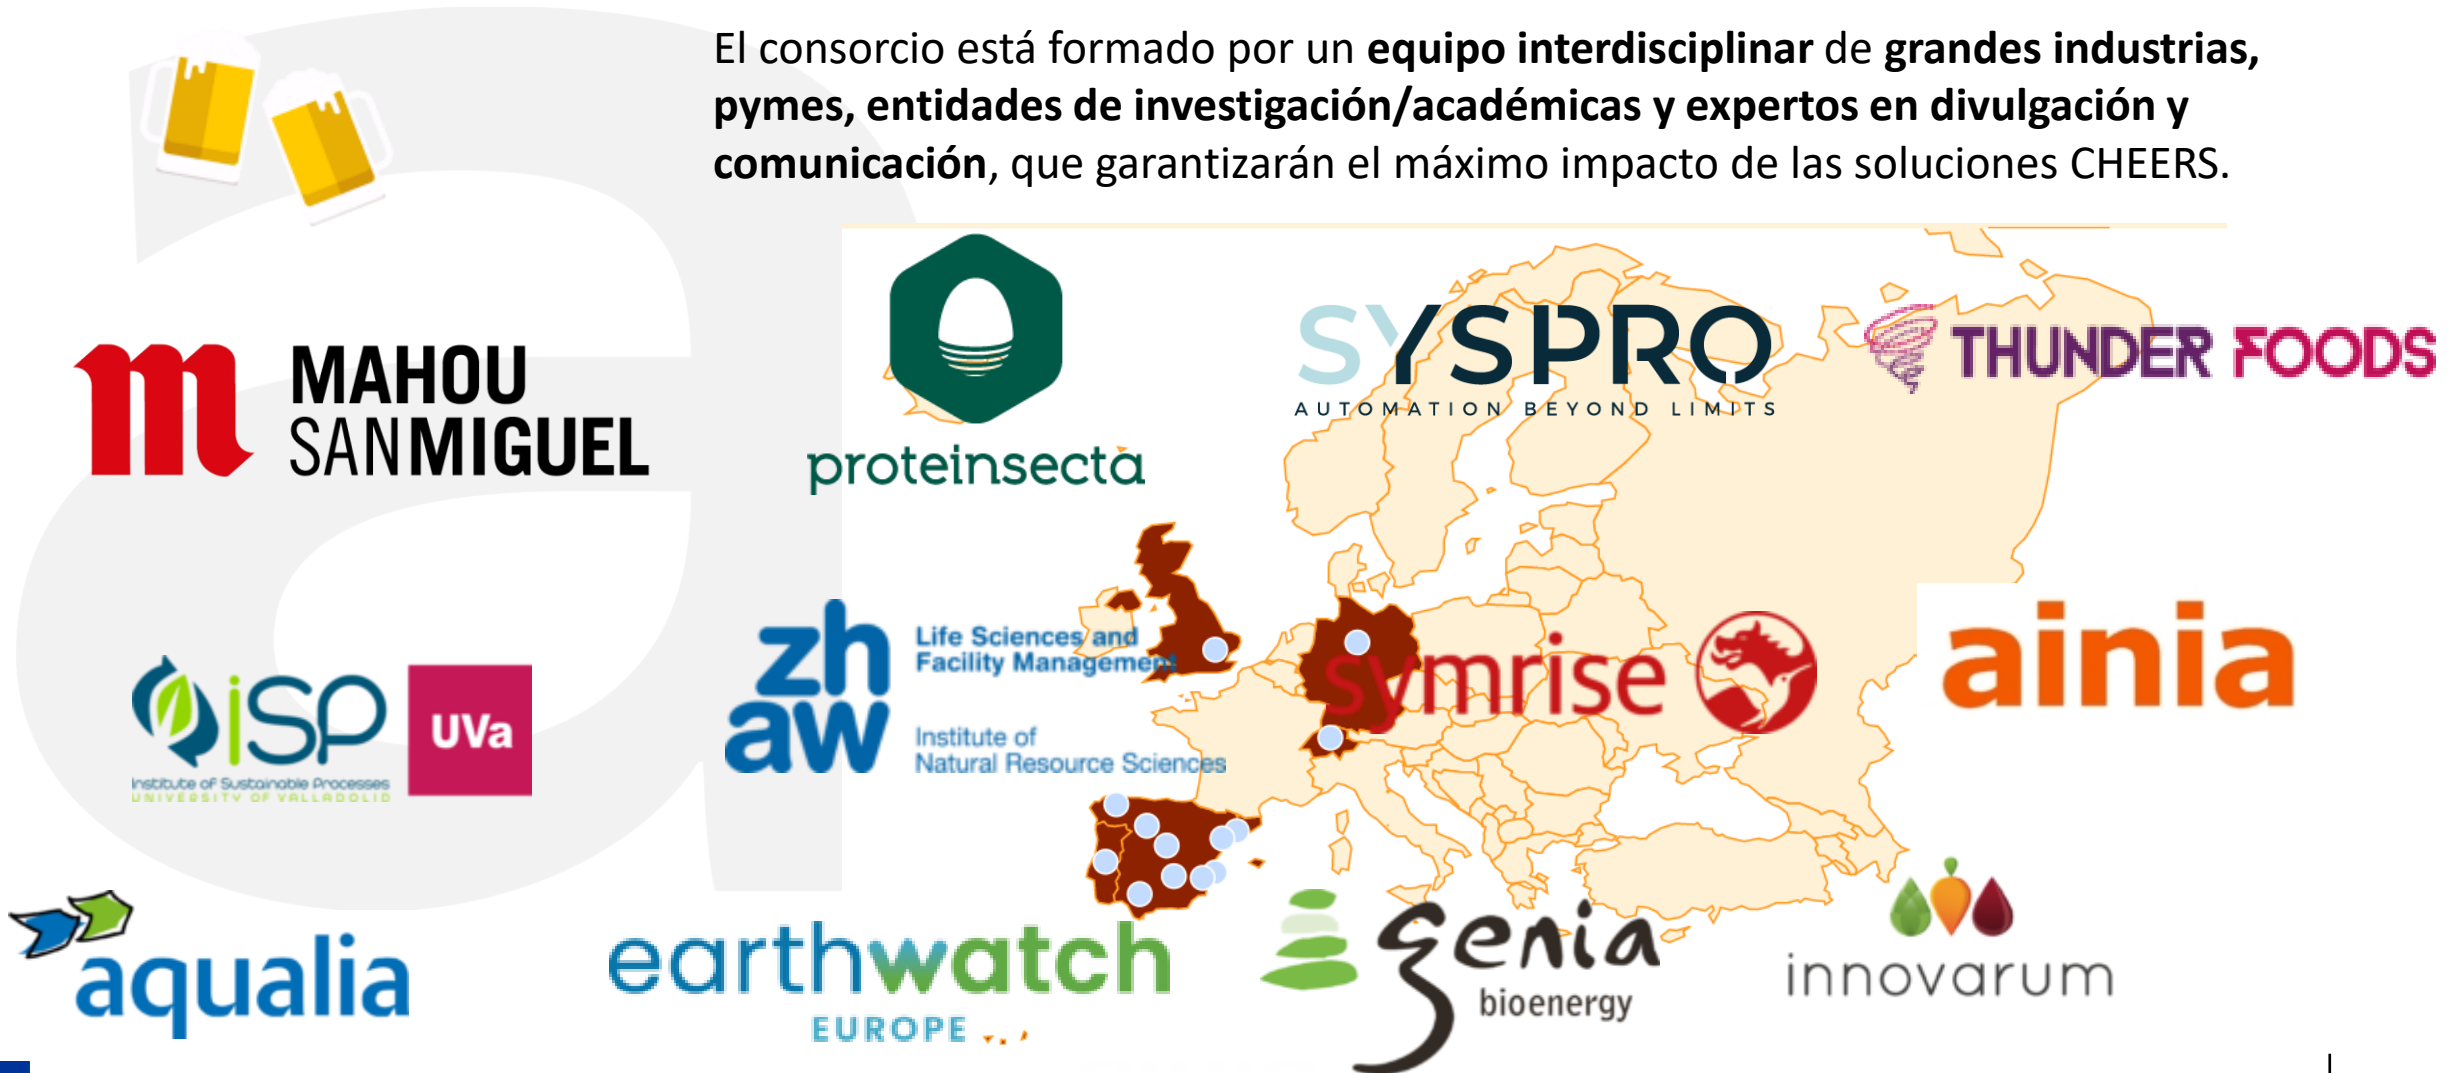 El consorcio está formado por un equipo interdisciplinar de grandes industrias,
pymes, entidades de investigación/académicas y expertos en divulgación y
comunicación, que garantizarán el máximo impacto de las soluciones CHEERS.
MAHOU
SANMIGUEL
proteinsecta
SYSPRO
AUTOMATION BEYOND LIMITS
THUNDER FOODS
iSP
Institute of Sustainable Processes
UNIVERSITY OF VALLADOLID
UVa
zh
aw
Life Sciences and
Facility Management
Institute of
Natural Resource Sciences
symrise
ainia
aqualia
earthwatch
EUROPE
genia
bioenergy
innovarum